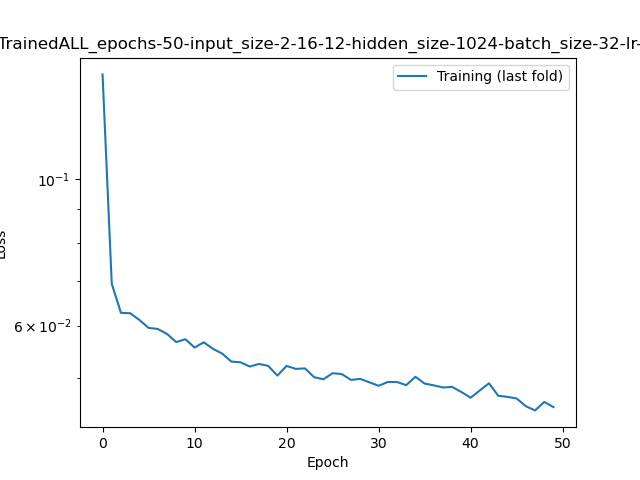 TrainedALL_epochs-50-input_size-2-16-12-hidden_size-1024-batch_size-32-lr-
Training (last fold)
10⁻¹
Loss
6 × 10⁻²
0 10 20 30 40 50
Epoch